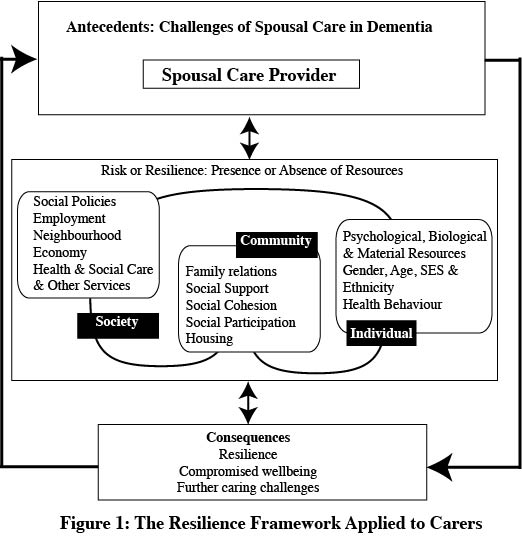 Antecedents: Challenges of Spousal Care in Dementia
Spousal Care Provider
Risk or Resilience: Presence or Absence of Resources
Social Policies
Employment
Neighbourhood
Economy
Health & Social Care
& Other Services
Society
Community
Family relations
Social Support
Social Cohesion
Social Participation
Housing
Psychological, Biological
& Material Resources
Gender, Age, SES &
Ethnicity
Health Behaviour
Individual
Consequences
Resilience
Compromised wellbeing
Further caring challenges
Figure 1: The Resilience Framework Applied to Carers